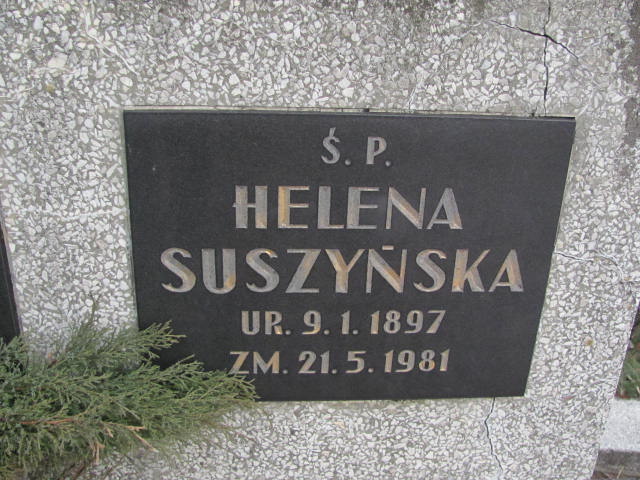 Ś. P.
HELENA
SUSZYŃSKA
UR. 9. 1. 1897
ZM. 21. 5. 1981